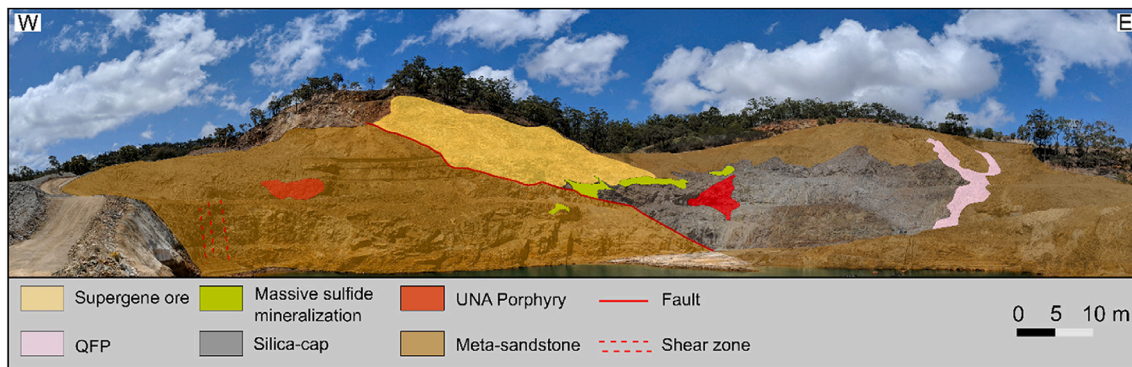 W
E
Supergene ore
Massive sulfide
mineralization
UNA Porphyry
Fault
0 5 10 m
QFP
Silica-cap
Meta-sandstone
Shear zone